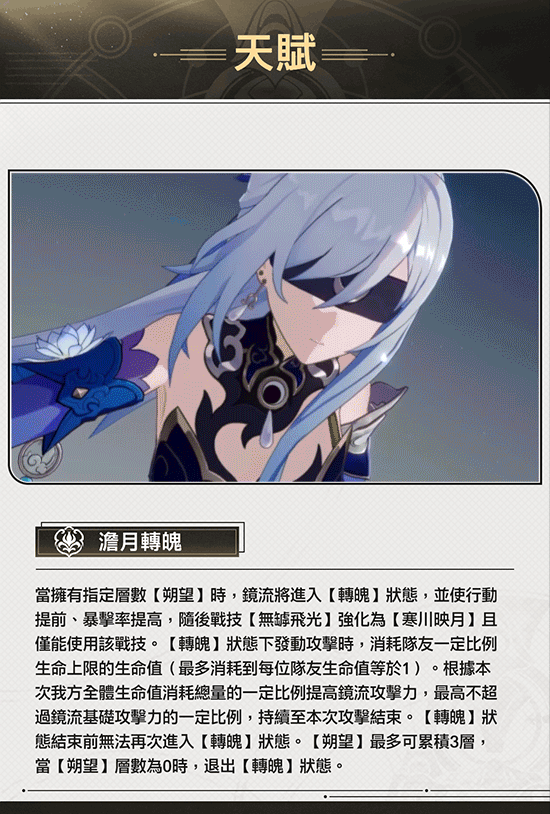 天賦
澹月轉魄
當擁有指定層數【朔望】時，鏡流將進入【轉魄】狀態，並使行動
提前、暴擊率提高，隨後戰技【無罅飛光】強化為【寒川映月】且
僅能使用該戰技。【轉魄】狀態下發動攻擊時，消耗隊友一定比例
生命上限的生命值（最多消耗到每位隊友生命值等於1）。根據本
次我方全體生命值消耗總量的一定比例提高鏡流攻擊力，最高不超
過鏡流基礎攻擊力的一定比例，持續至本次攻擊結束。【轉魄】狀
態結束前無法再次進入【轉魄】狀態。【朔望】最多可累積3層，
當【朔望】層數為0時，退出【轉魄】狀態。